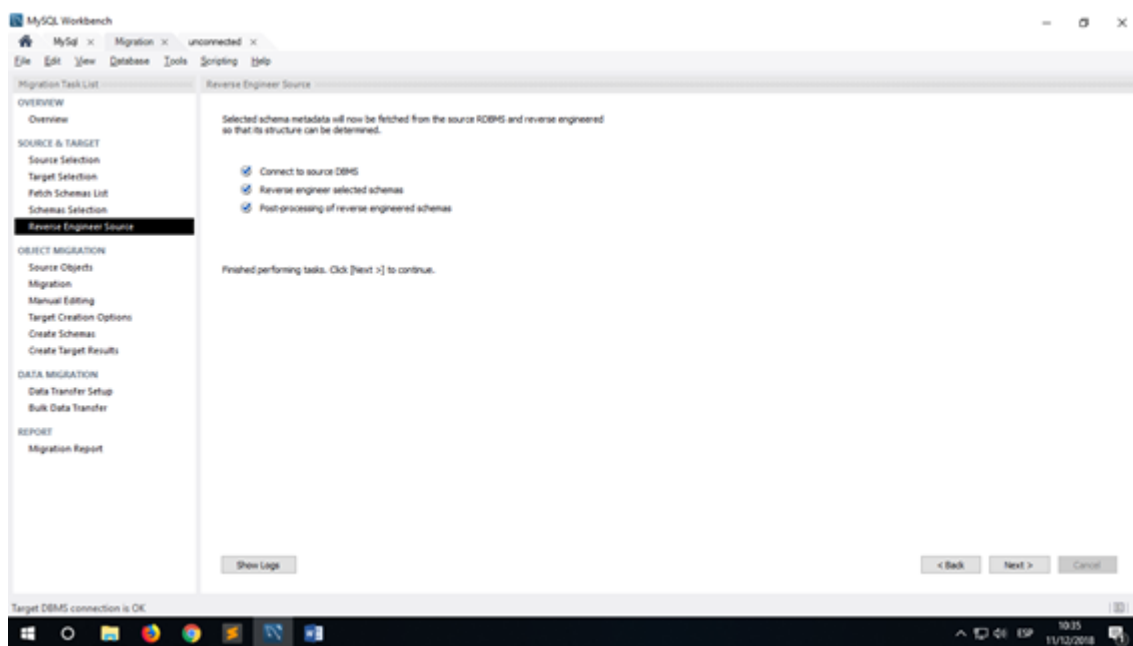 MySQL Workbench
MySql × Migration × unconnected ×
File Edit View Database Tools Scripting Help
Migration Task List
OVERVIEW
Overview
SOURCE & TARGET
Source Selection
Target Selection
Fetch Schemas List
Schemas Selection
Reverse Engineer Source
OBJECT MIGRATION
Source Objects
Migration
Manual Editing
Target Creation Options
Create Schemas
Create Target Results
DATA MIGRATION
Data Transfer Setup
Bulk Data Transfer
REPORT
Migration Report
Reverse Engineer Source
Selected schema metadata will now be fetched from the source RDBMS and reverse engineered
so that its structure can be determined.
Connect to source DBMS
Reverse engineer selected schemas
Post-processing of reverse engineered schemas
Finished performing tasks. Click [Next >] to continue.
Show Logs
< Back Next > Cancel
Target DBMS connection is OK
ESP
10:35
11/12/2018